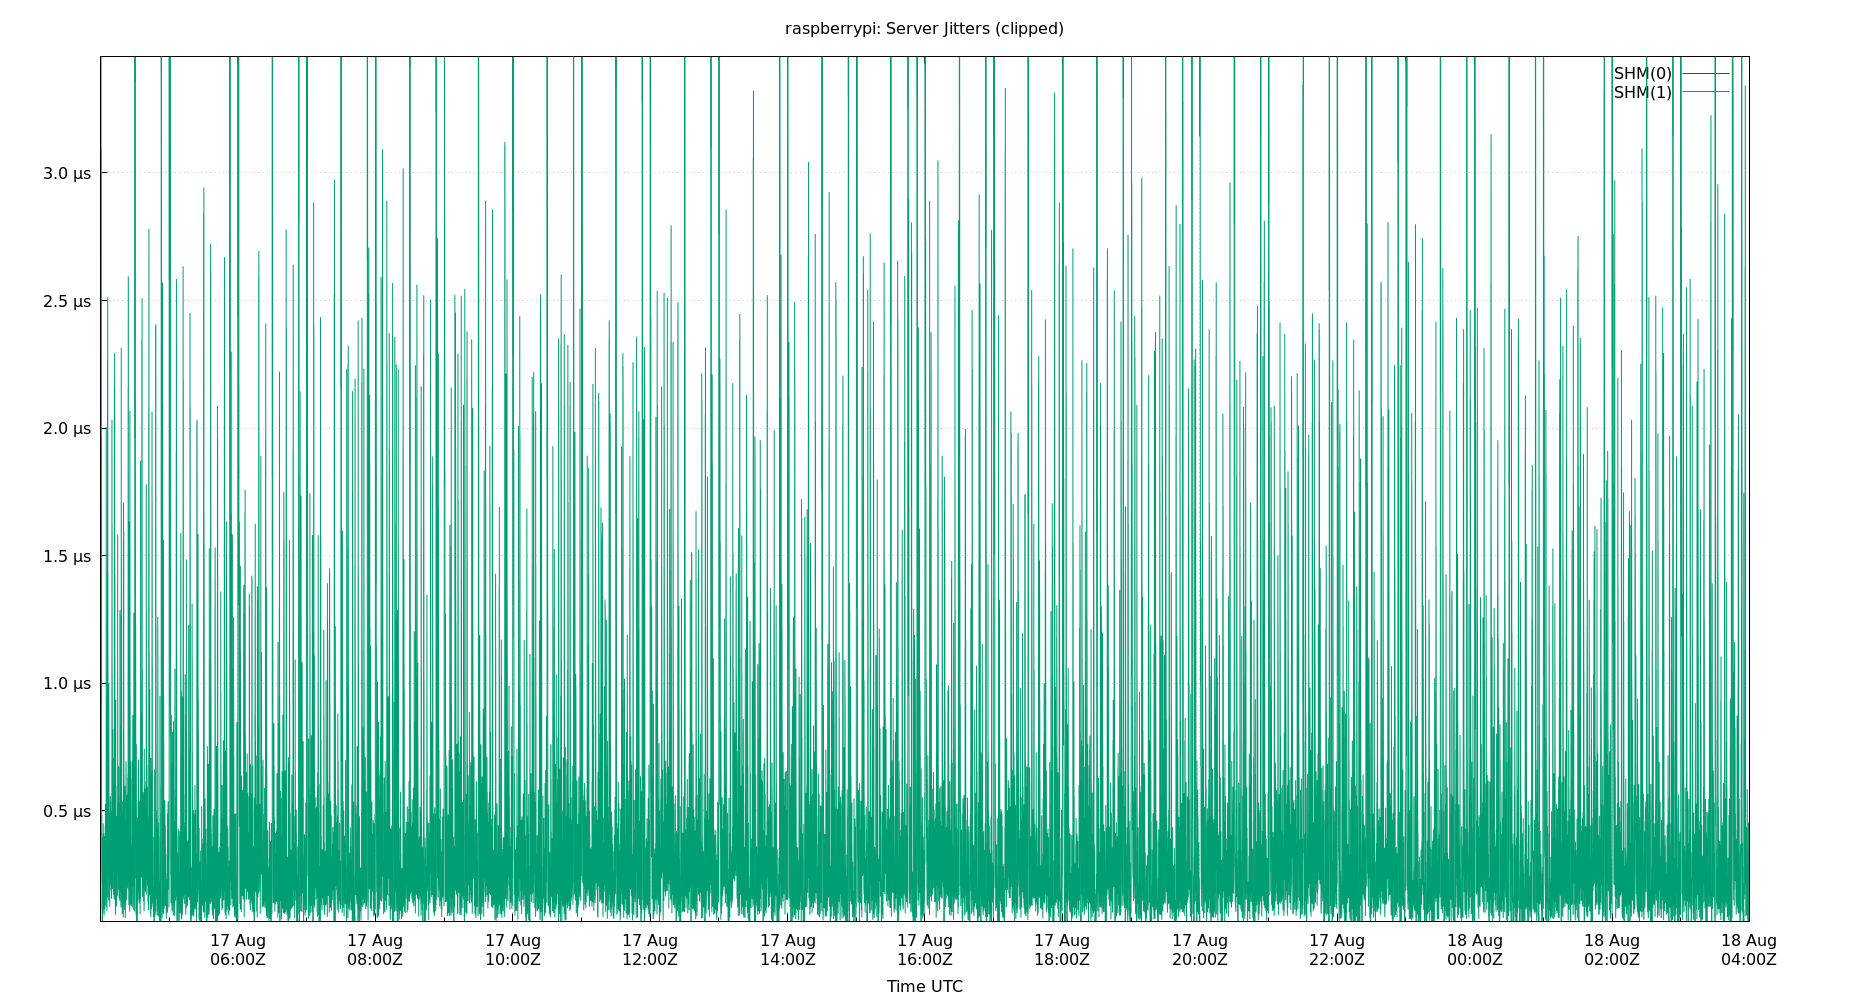 raspberrypi: Server Jitters (clipped)
SHM(0)
SHM(1)
3.0 µs
2.5 µs
2.0 µs
1.5 µs
1.0 µs
0.5 µs
17 Aug 17 Aug 17 Aug 17 Aug 17 Aug 17 Aug 17 Aug 17 Aug 17 Aug 18 Aug 18 Aug 18 Aug
06:00Z 08:00Z 10:00Z 12:00Z 14:00Z 16:00Z 18:00Z 20:00Z 22:00Z 00:00Z 02:00Z 04:00Z
Time UTC